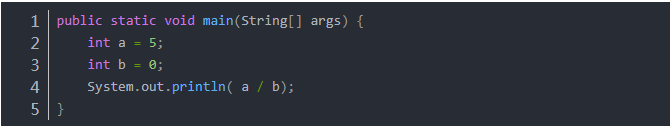 1 public static void main(String[] args) {
2     int a = 5;
3     int b = 0;
4     System.out.println( a / b);
5 }